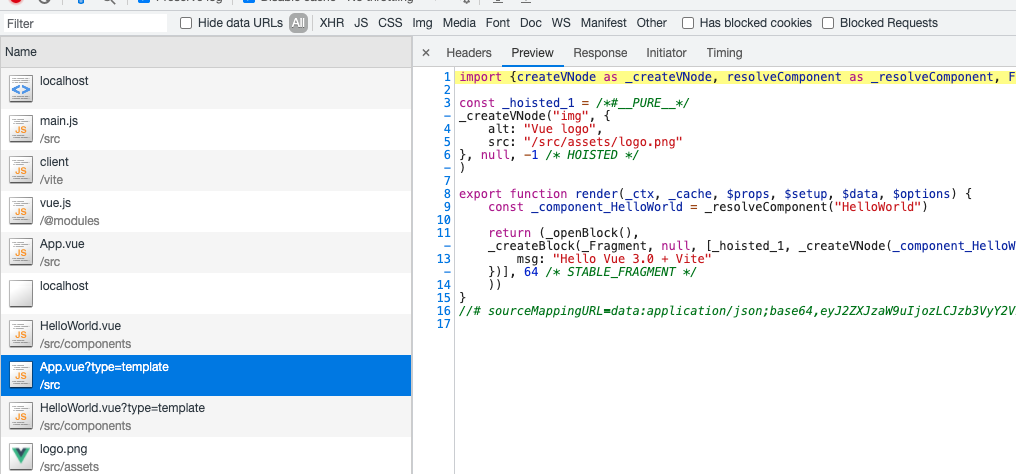 Filter
Hide data URLs All XHR JS CSS Img Media Font Doc WS Manifest Other Has blocked cookies Blocked Requests
Name
× Headers Preview Response Initiator Timing
localhost
main.js
/src
client
/vite
vue.js
/@modules
App.vue
/src
localhost
HelloWorld.vue
/src/components
App.vue?type=template
/src
HelloWorld.vue?type=template
/src/components
logo.png
/src/assets
1 import {createVNode as _createVNode, resolveComponent as _resolveComponent, F
2
3 const _hoisted_1 = /*#__PURE__*/
- _createVNode("img", {
4 alt: "Vue logo",
5 src: "/src/assets/logo.png"
6 }, null, -1 /* HOISTED */
- )
7
8 export function render(_ctx, _cache, $props, $setup, $data, $options) {
9 const _component_HelloWorld = _resolveComponent("HelloWorld")
10
11 return (_openBlock(),
- _createBlock(_Fragment, null, [_hoisted_1, _createVNode(_component_HelloW
13 msg: "Hello Vue 3.0 + Vite"
- })], 64 /* STABLE_FRAGMENT */
14 ))
15 }
16 //# sourceMappingURL=data:application/json;base64,eyJ2ZXJzaW9uIjozLCJzb3VyY2V
17